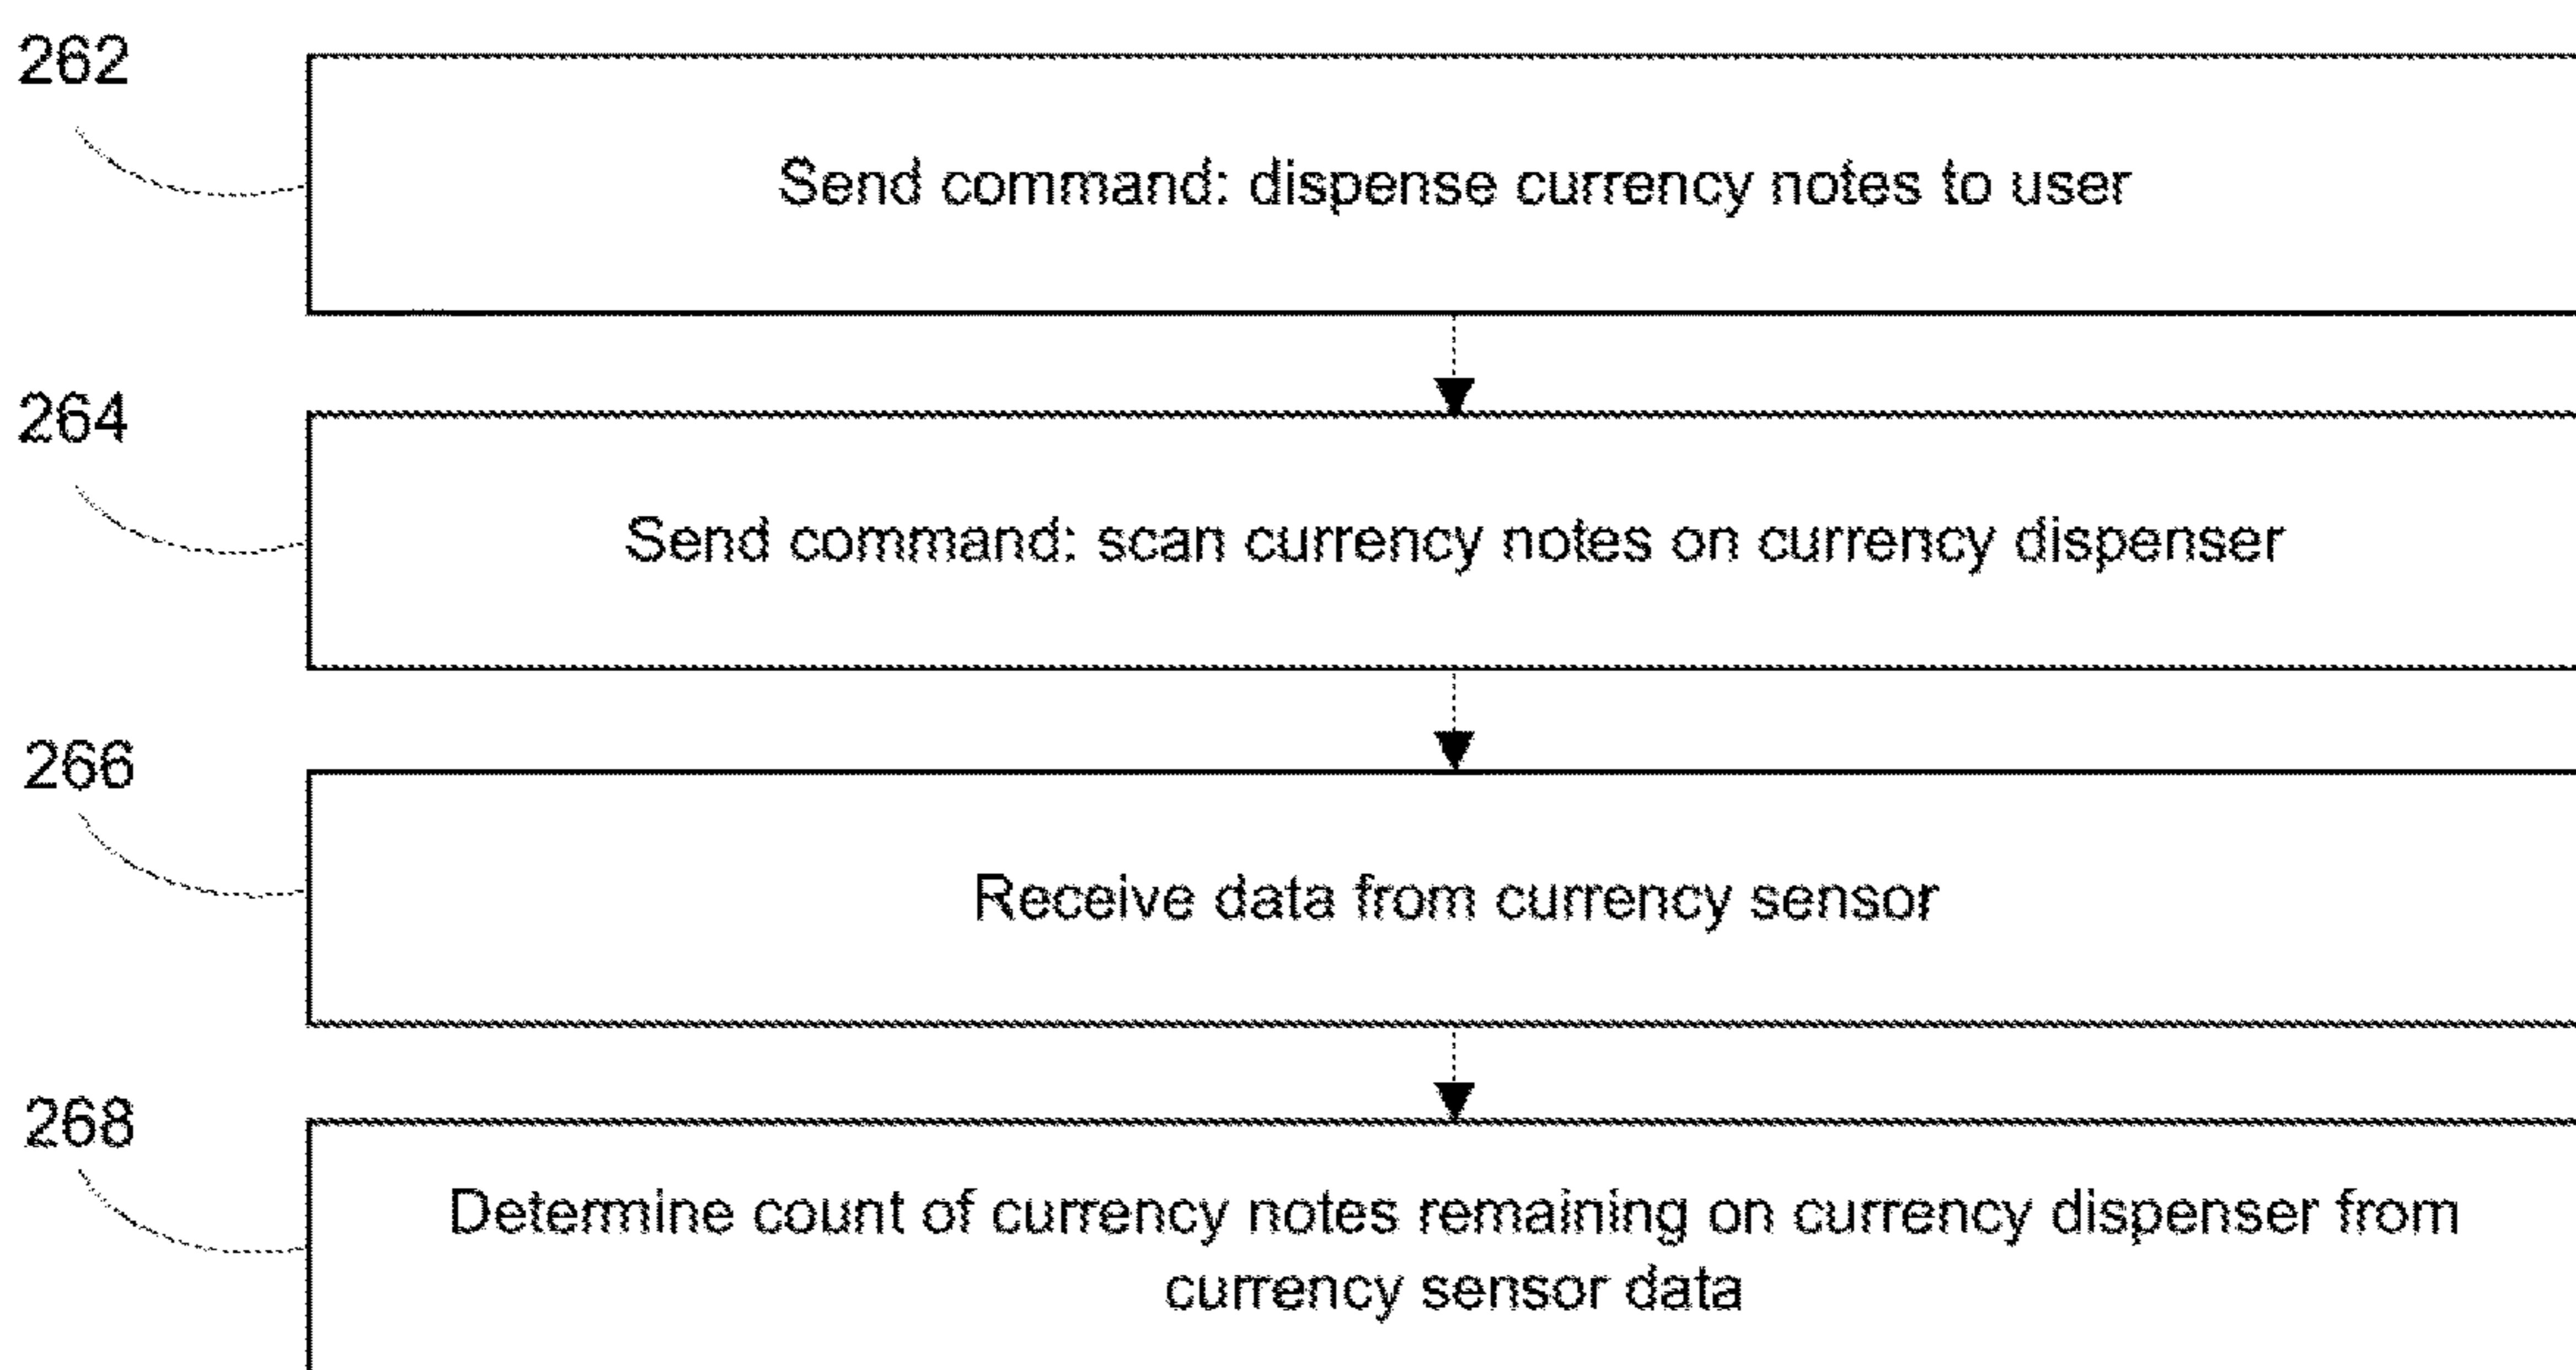 262
Send command: dispense currency notes to user
264
Send command: scan currency notes on currency dispenser
266
Receive data from currency sensor
268
Determine count of currency notes remaining on currency dispenser from
currency sensor data